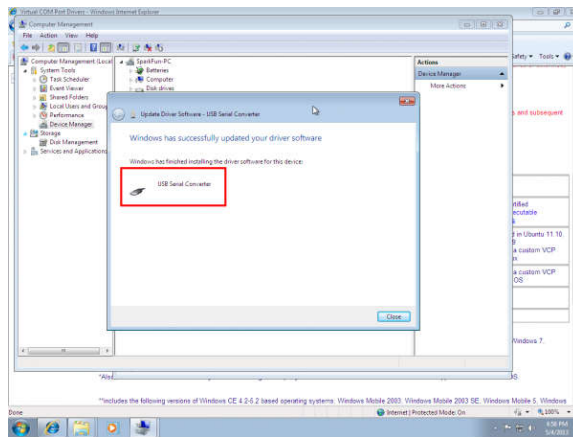 Virtual COM Port Drivers - Windows Internet Explorer
Computer Management
File Action View Help
Computer Management (Local
System Tools
Task Scheduler
Event Viewer
Shared Folders
Local Users and Group
Performance
Device Manager
Storage
Disk Management
Services and Applications
SparkFun-PC
Batteries
Computer
Disk drives
Actions
Device Manager
More Actions
Safety Tools
s and subsequent
Update Driver Software - USB Serial Converter
Windows has successfully updated your driver software
Windows has finished installing the driver software for this device:
USB Serial Converter
Close
rtified
ecutable
d in Ubuntu 11.10,
a custom VCP
a custom VCP
OS
Windows 7.
*Also
**includes the following versions of Windows CE 4.2-5.2 based operating systems: Windows Mobile 2003, Windows Mobile 2003 SE, Windows Mobile 5, Windows
Done
Internet | Protected Mode: On
100%
4:56 PM
5/4/2013